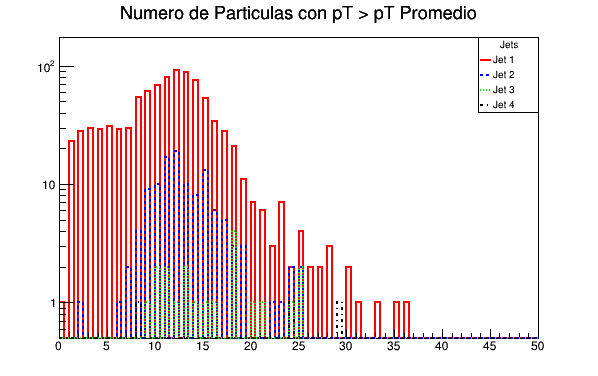 Numero de Particulas con pT > pT Promedio
Jets
Jet 1
Jet 2
Jet 3
Jet 4
10²
10
1
0 5 10 15 20 25 30 35 40 45 50